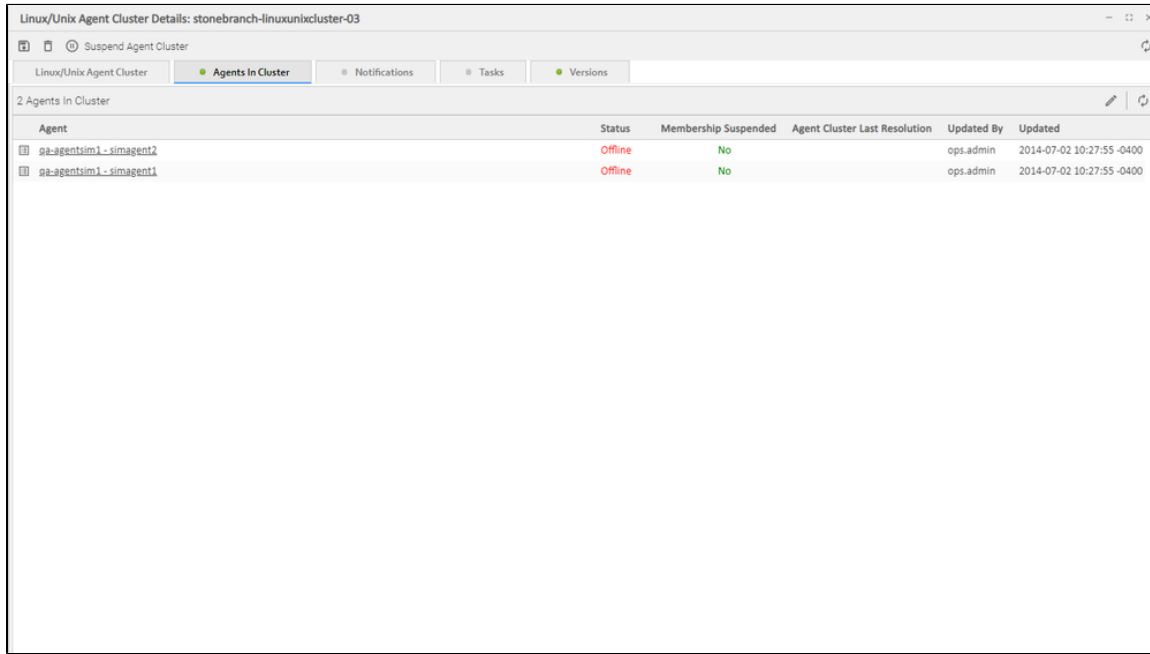 Linux/Unix Agent Cluster Details: stonebranch-linuxunixcluster-03
Suspend Agent Cluster
Linux/Unix Agent Cluster Agents In Cluster Notifications Tasks Versions
2 Agents In Cluster
Agent Status Membership Suspended Agent Cluster Last Resolution Updated By Updated
qa-agentsim1 - simagent2 Offline No ops.admin 2014-07-02 10:27:55 -0400
qa-agentsim1 - simagent1 Offline No ops.admin 2014-07-02 10:27:55 -0400